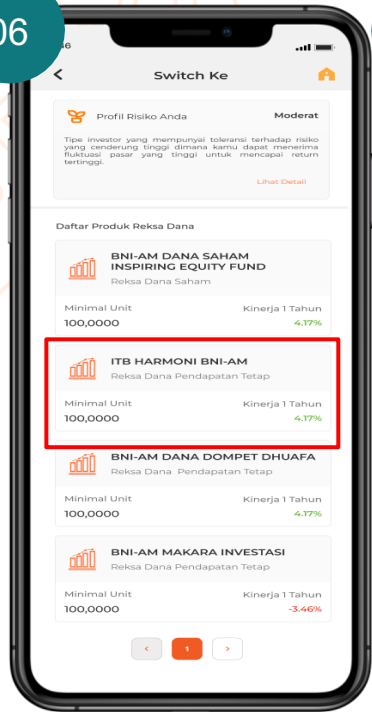 06
Switch Ke
Profil Risiko Anda
Moderat
Tipe investor yang mempunyai toleransi terhadap risiko
yang cenderung tinggi dimana kamu dapat menerima
fluktuasi pasar yang tinggi untuk mencapai return
tertinggi.
Lihat Detail
Daftar Produk Reksa Dana
BNI-AM DANA SAHAM
INSPIRING EQUITY FUND
Reksa Dana Saham
Minimal Unit
Kinerja 1 Tahun
100,0000
4.17%
ITB HARMONI BNI-AM
Reksa Dana Pendapatan Tetap
Minimal Unit
Kinerja 1 Tahun
100,0000
4.17%
BNI-AM DANA DOMPET DHUAFA
Reksa Dana Pendapatan Tetap
Minimal Unit
Kinerja 1 Tahun
100,0000
4.17%
BNI-AM MAKARA INVESTASI
Reksa Dana Pendapatan Tetap
Minimal Unit
Kinerja 1 Tahun
100,0000
-3.46%
1